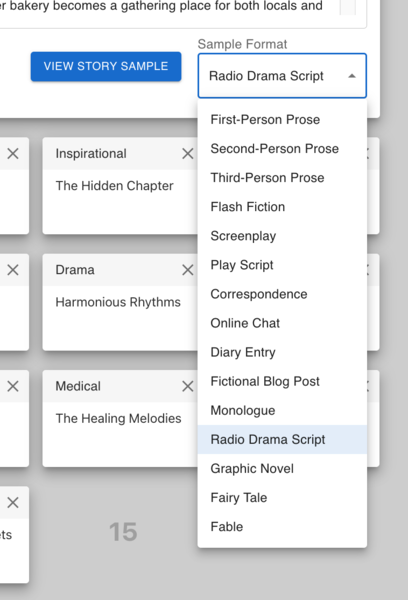 er bakery becomes a gathering place for both locals and
Sample Format
VIEW STORY SAMPLE
Radio Drama Script
First-Person Prose
Second-Person Prose
Third-Person Prose
Flash Fiction
Screenplay
Play Script
Correspondence
Online Chat
Diary Entry
Fictional Blog Post
Monologue
Radio Drama Script
Graphic Novel
Fairy Tale
Fable
Inspirational
The Hidden Chapter
Drama
Harmonious Rhythms
Medical
The Healing Melodies
ets
15